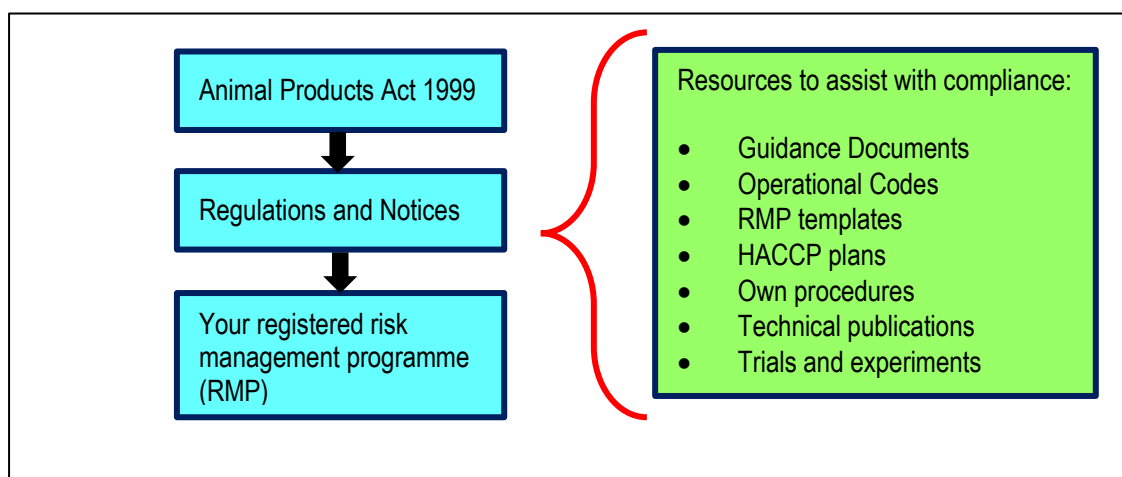 Animal Products Act 1999
Regulations and Notices
Your registered risk
management programme
(RMP)
Resources to assist with compliance:
• Guidance Documents
• Operational Codes
• RMP templates
• HACCP plans
• Own procedures
• Technical publications
• Trials and experiments